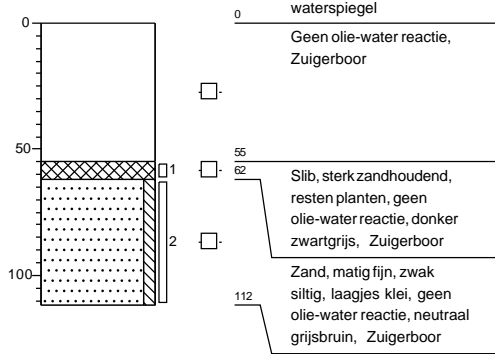 0
50
100
1
2
0
waterspiegel
Geen olie-water reactie,
Zuigerboor
55
62
Slib, sterk zandhoudend,
resten planten, geen
olie-water reactie, donker
zwartgrijs, Zuigerboor
Zand, matig fijn, zwak
siltig, laagjes klei, geen
olie-water reactie, neutraal
grijsbruin, Zuigerboor
112